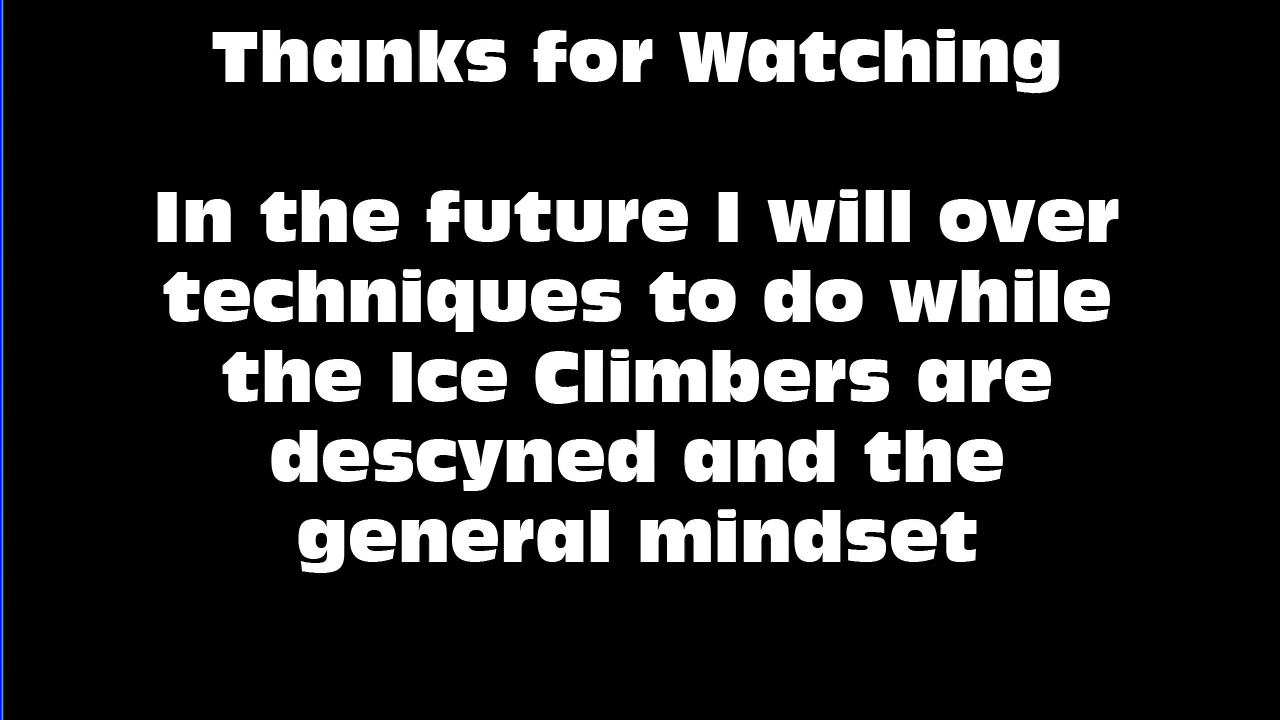 Thanks for Watching
In the future I will over
techniques to do while
the Ice Climbers are
descyned and the
general mindset